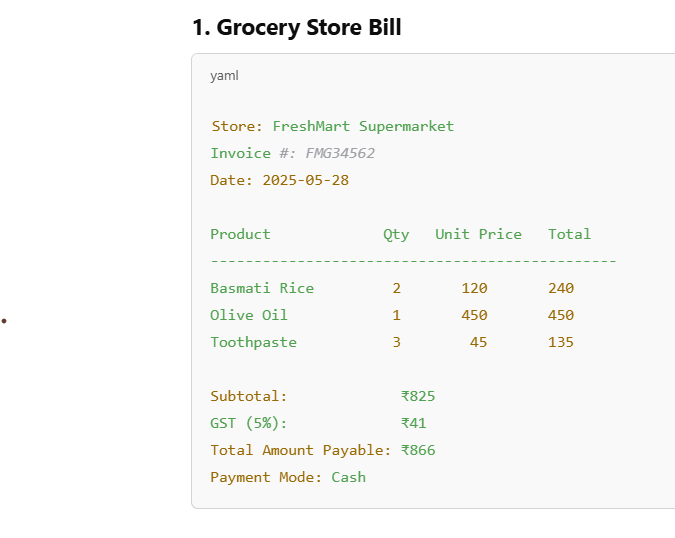 1. Grocery Store Bill
yaml
Store: FreshMart Supermarket
Invoice #: FMG34562
Date: 2025-05-28
Product Qty Unit Price Total
-----------------------------------------------
Basmati Rice 2 120 240
Olive Oil 1 450 450
Toothpaste 3 45 135
Subtotal: ₹825
GST (5%): ₹41
Total Amount Payable: ₹866
Payment Mode: Cash